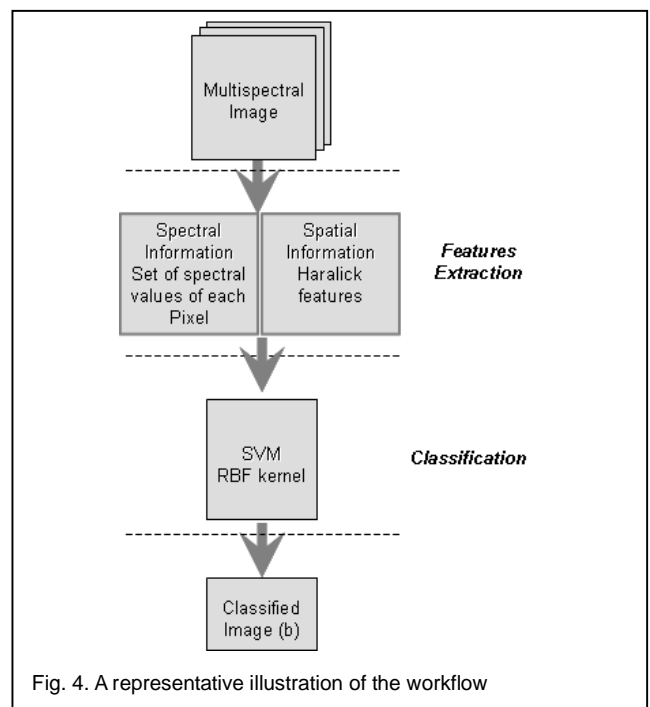 Multispectral
Image
Spectral
Information
Set of spectral
values of each
Pixel
Spatial
Information
Haralick
features
Features
Extraction
SVM
RBF kernel
Classification
Classified
Image (b)
Fig. 4. A representative illustration of the workflow